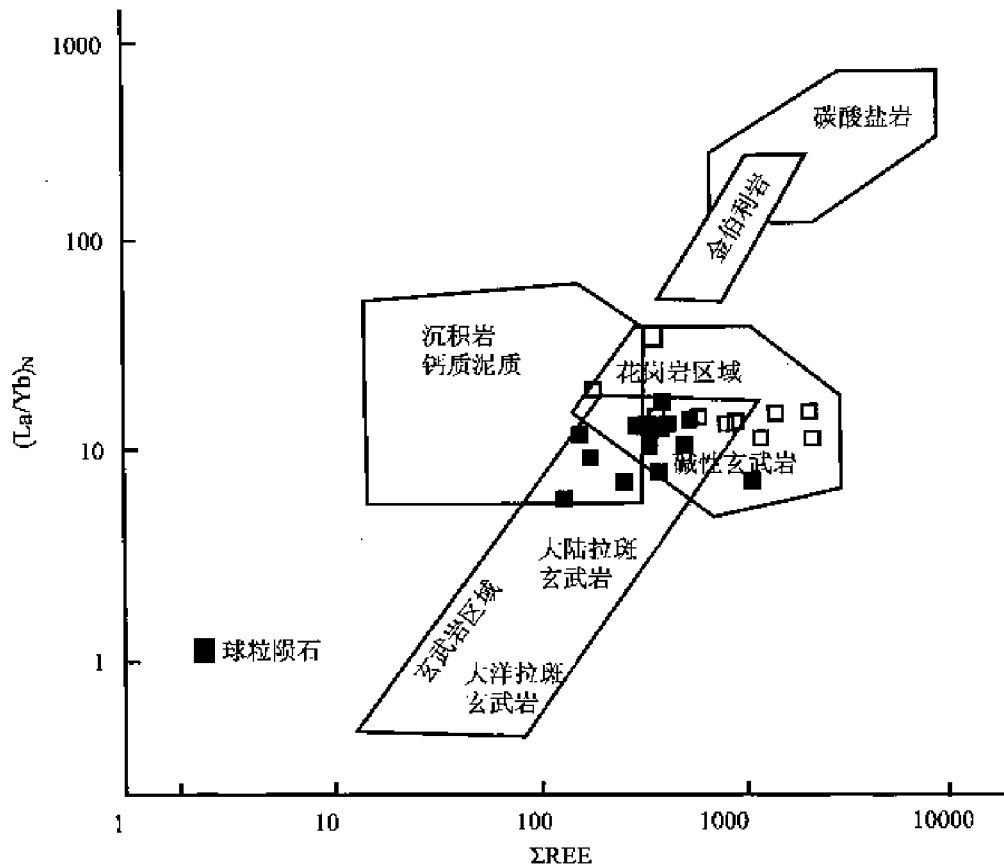 1000
碳酸盐岩
金伯利岩
100
沉积岩
钙质泥质
花岗岩区域
(La/Yb)N
10
碱性玄武岩
大陆拉斑
玄武岩
玄武岩区域
球粒陨石
1
大洋拉斑
玄武岩
1
10
100
1000
10000
ΣREE